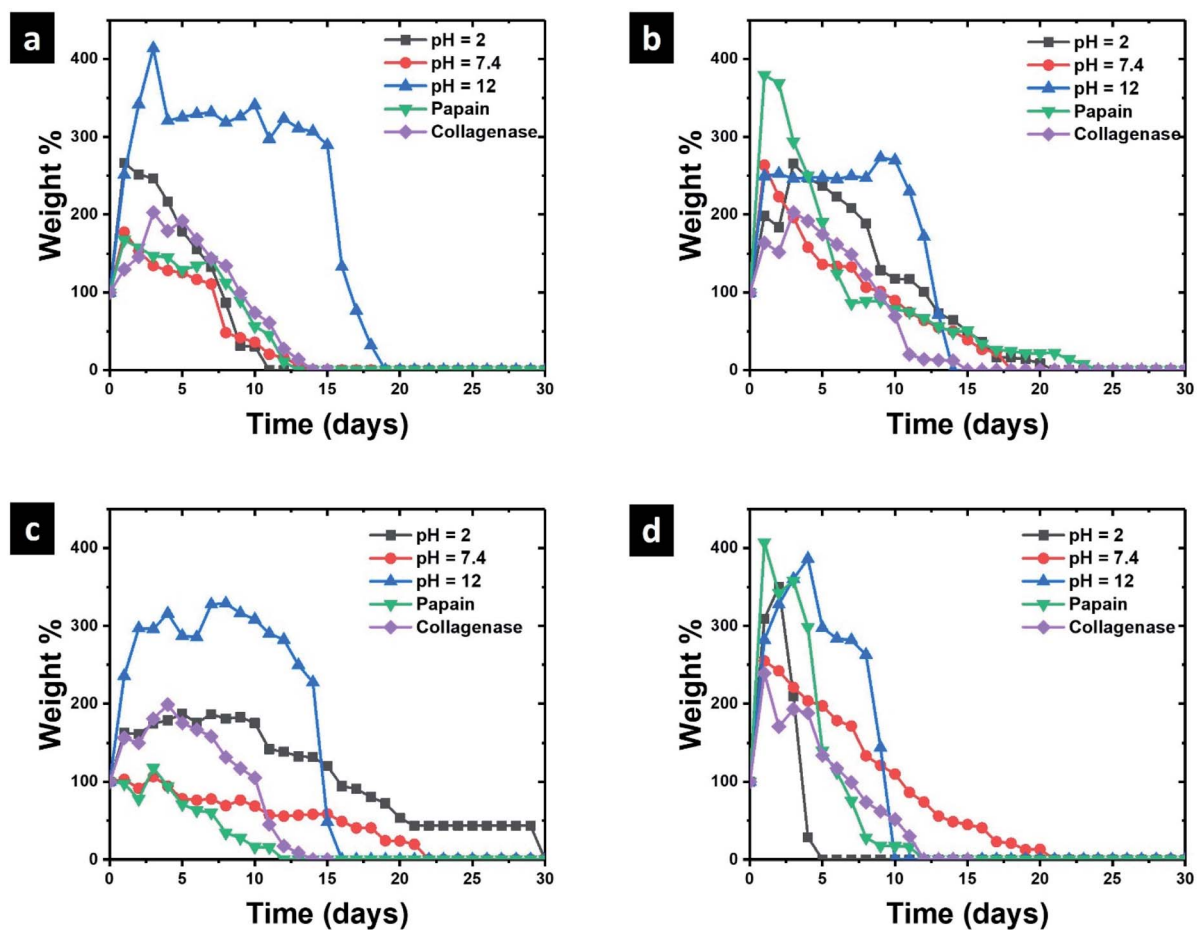 a
pH = 2
pH = 7.4
pH = 12
Papain
Collagenase
400
300
200
100
0
Weight %
0 5 10 15 20 25 30
Time (days)
b
pH = 2
pH = 7.4
pH = 12
Papain
Collagenase
400
300
200
100
0
Weight %
0 5 10 15 20 25 30
Time (days)
c
pH = 2
pH = 7.4
pH = 12
Papain
Collagenase
400
300
200
100
0
Weight %
0 5 10 15 20 25 30
Time (days)
d
pH = 2
pH = 7.4
pH = 12
Papain
Collagenase
400
300
200
100
0
Weight %
0 5 10 15 20 25 30
Time (days)